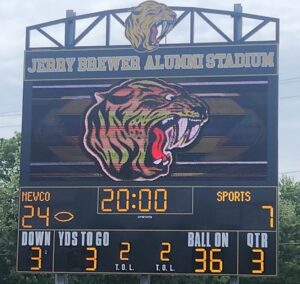 JERRY BREWER ALUMNI STADIUM
NEVCO 20:00 SPORTS
24 7
DOWN YDS TO GO 2 2 BALL ON QTR
3 3 T.O.L. T.O.L. 36 3